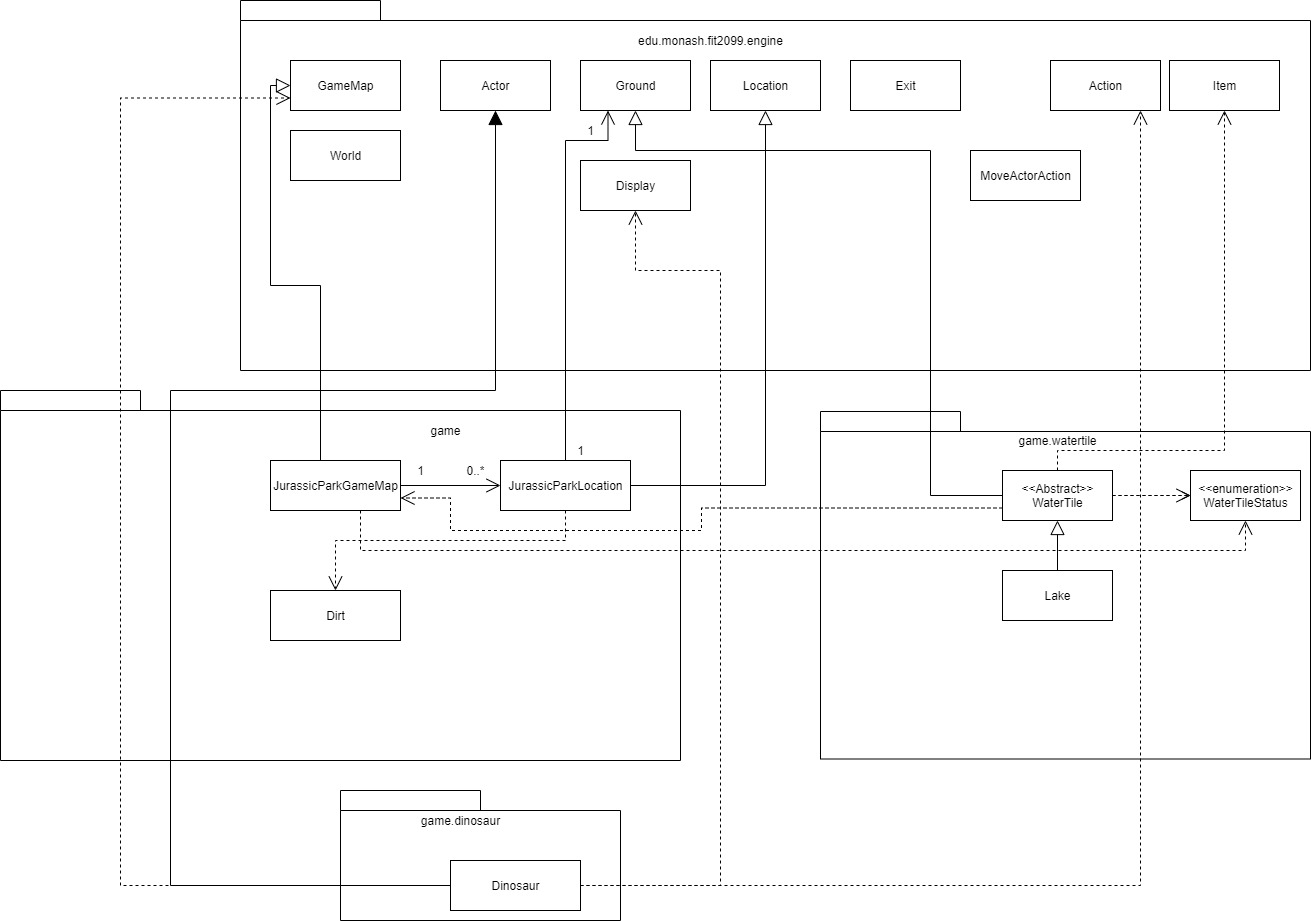 edu.monash.fit2099.engine
GameMap
Actor
Ground
Location
Exit
Action
Item
1
World
Display
MoveActorAction
game
game.watertile
1
1
0..*
JurassicParkGameMap
JurassicParkLocation
<<Abstract>>
WaterTile
<<enumeration>>
WaterTileStatus
Dirt
Lake
game.dinosaur
Dinosaur